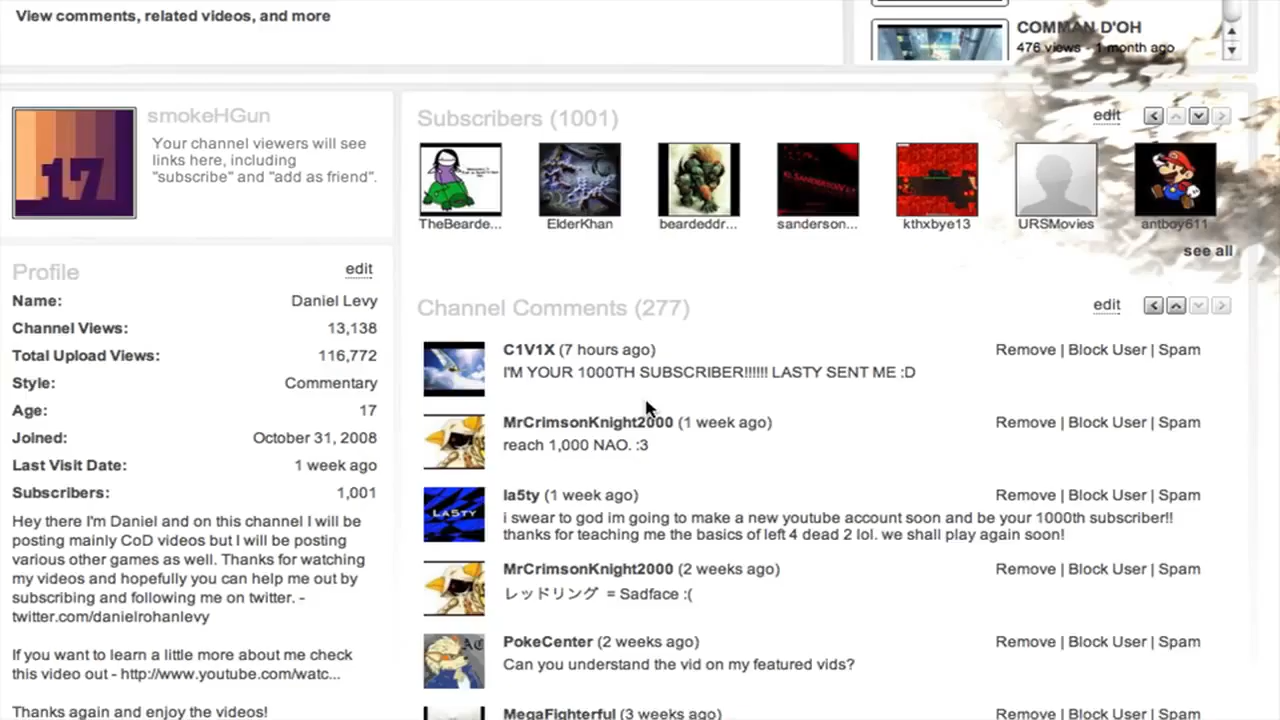 View comments, related videos, and more
COMMAN D'OH
476 views - 1 month ago
17
smokeHGun
Your channel viewers will see
links here, including
"subscribe" and "add as friend".
Profile
edit
Name: Daniel Levy
Channel Views: 13,138
Total Upload Views: 116,772
Style: Commentary
Age: 17
Joined: October 31, 2008
Last Visit Date: 1 week ago
Subscribers: 1,001
Hey there I'm Daniel and on this channel I will be
posting mainly CoD videos but I will be posting
various other games as well. Thanks for watching
my videos and hopefully you can help me out by
subscribing and following me on twitter. -
twitter.com/danielrohanlevy
If you want to learn a little more about me check
this video out - http://www.youtube.com/watc...
Thanks again and enjoy the videos!
Subscribers (1001)
edit
TheBearde... ElderKhan beardeddr... sanderson... kthxbye13 URSMovies antboy611
see all
Channel Comments (277)
edit
C1V1X (7 hours ago) Remove | Block User | Spam
I'M YOUR 1000TH SUBSCRIBER!!!!!! LASTY SENT ME :D
MrCrimsonKnight2000 (1 week ago) Remove | Block User | Spam
reach 1,000 NAO. :3
LA5TY
la5ty (1 week ago) Remove | Block User | Spam
i swear to god im going to make a new youtube account soon and be your 1000th subscriber!!
thanks for teaching me the basics of left 4 dead 2 lol. we shall play again soon!
MrCrimsonKnight2000 (2 weeks ago) Remove | Block User | Spam
レッドリング = Sadface :(
PokeCenter (2 weeks ago) Remove | Block User | Spam
Can you understand the vid on my featured vids?
MegaFighterful (3 weeks ago) Remove | Block User | Spam